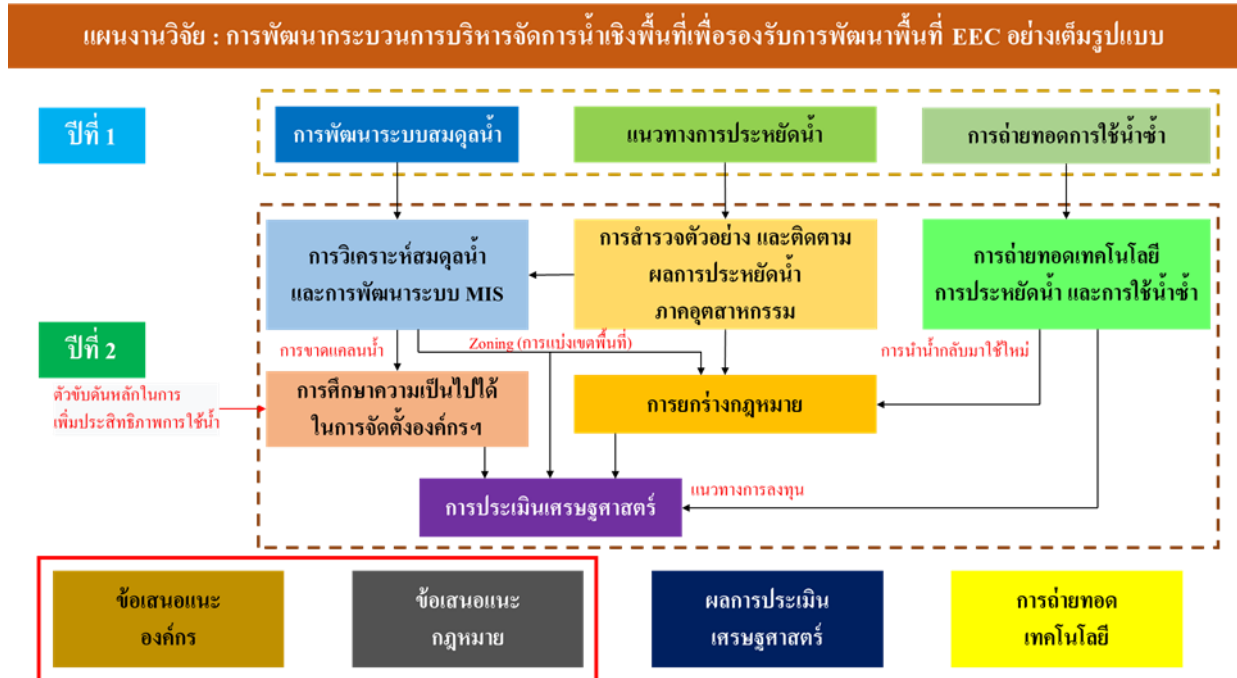 แผนงานวิจัย : การพัฒนากระบวนการบริหารจัดการน้ำเชิงพื้นที่เพื่อรองรับการพัฒนาพื้นที่ EEC อย่างเต็มรูปแบบ
ปีที่ 1
การพัฒนาระบบสมดุลน้ำ
แนวทางการประหยัดน้ำ
การถ่ายทอดการใช้น้ำซ้ำ
การวิเคราะห์สมดุลน้ำ
และการพัฒนาระบบ MIS
การสำรวจตัวอย่าง และติดตาม
ผลการประหยัดน้ำ
ภาคอุตสาหกรรม
การถ่ายทอดเทคโนโลยี
การประหยัดน้ำ และการใช้น้ำซ้ำ
ปีที่ 2
การขาดแคลนน้ำ
Zoning (การแบ่งเขตพื้นที่)
การนำน้ำกลับมาใช้ใหม่
ตัวขับดันหลักในการ
เพิ่มประสิทธิภาพการใช้น้ำ
การศึกษาความเป็นไปได้
ในการจัดตั้งองค์กรฯ
การยกร่างกฎหมาย
แนวทางการลงทุน
การประเมินเศรษฐศาสตร์
ข้อเสนอแนะ
องค์กร
ข้อเสนอแนะ
กฎหมาย
ผลการประเมิน
เศรษฐศาสตร์
การถ่ายทอด
เทคโนโลยี